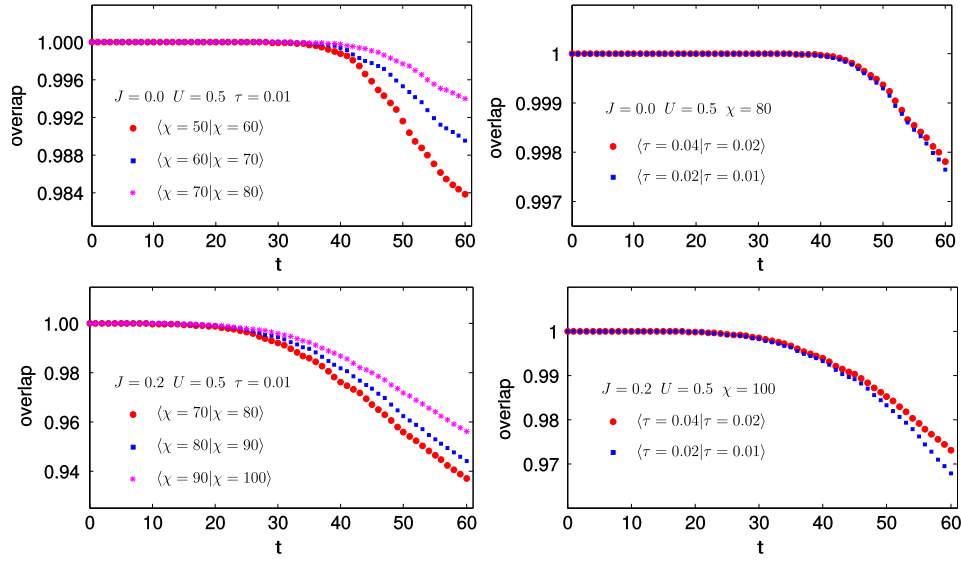 overlap
1.000
0.996
0.992
0.988
0.984
J = 0.0 U = 0.5 τ = 0.01
⟨χ = 50|χ = 60⟩
⟨χ = 60|χ = 70⟩
⟨χ = 70|χ = 80⟩
0 10 20 30 40 50 60
t
overlap
1
0.999
0.998
0.997
J = 0.0 U = 0.5 χ = 80
⟨τ = 0.04|τ = 0.02⟩
⟨τ = 0.02|τ = 0.01⟩
0 10 20 30 40 50 60
t
overlap
1.00
0.98
0.96
0.94
J = 0.2 U = 0.5 τ = 0.01
⟨χ = 70|χ = 80⟩
⟨χ = 80|χ = 90⟩
⟨χ = 90|χ = 100⟩
0 10 20 30 40 50 60
t
overlap
1
0.99
0.98
0.97
J = 0.2 U = 0.5 χ = 100
⟨τ = 0.04|τ = 0.02⟩
⟨τ = 0.02|τ = 0.01⟩
0 10 20 30 40 50 60
t